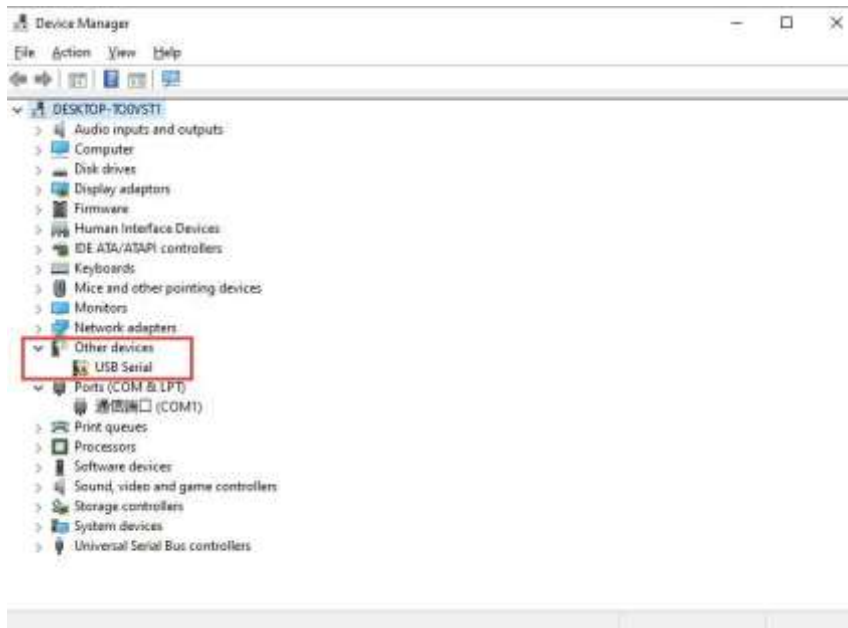 Device Manager
File Action View Help
DESKTOP-TO0VST1
Audio inputs and outputs
Computer
Disk drives
Display adaptors
Firmware
Human Interface Devices
IDE ATA/ATAPI controllers
Keyboards
Mice and other pointing devices
Monitors
Network adapters
Other devices
USB Serial
Ports (COM & LPT)
通信端口 (COM1)
Print queues
Processors
Software devices
Sound, video and game controllers
Storage controllers
System devices
Universal Serial Bus controllers